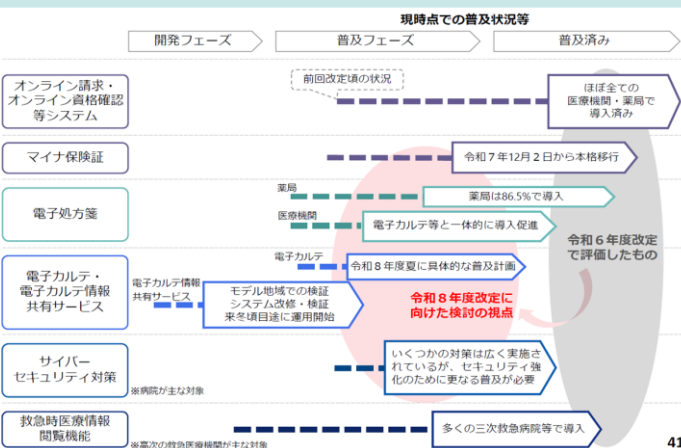 現時点での普及状況等
開発フェーズ
普及フェーズ
普及済み
オンライン請求・
オンライン資格確認
等システム
前回改定頃の状況
ほぼ全ての
医療機関・薬局で
導入済み
マイナ保険証
令和7年12月2日から本格移行
電子処方箋
薬局
薬局は86.5%で導入
医療機関
電子カルテ等と一体的に導入促進
令和6年度改定
で評価したもの
電子カルテ・
電子カルテ情報
共有サービス
電子カルテ
令和8年度夏に具体的な普及計画
電子カルテ情報
共有サービス
モデル地域での検証
システム改修・検証
来冬頃目途に運用開始
令和8年度改定に
向けた検討の視点
サイバー
セキュリティ対策
※病院が主な対象
いくつかの対策は広く実施さ
れているが、セキュリティ強
化のために更なる普及が必要
救急時医療情報
閲覧機能
※高次の救急医療機関が主な対象
多くの三次救急病院等で導入
41